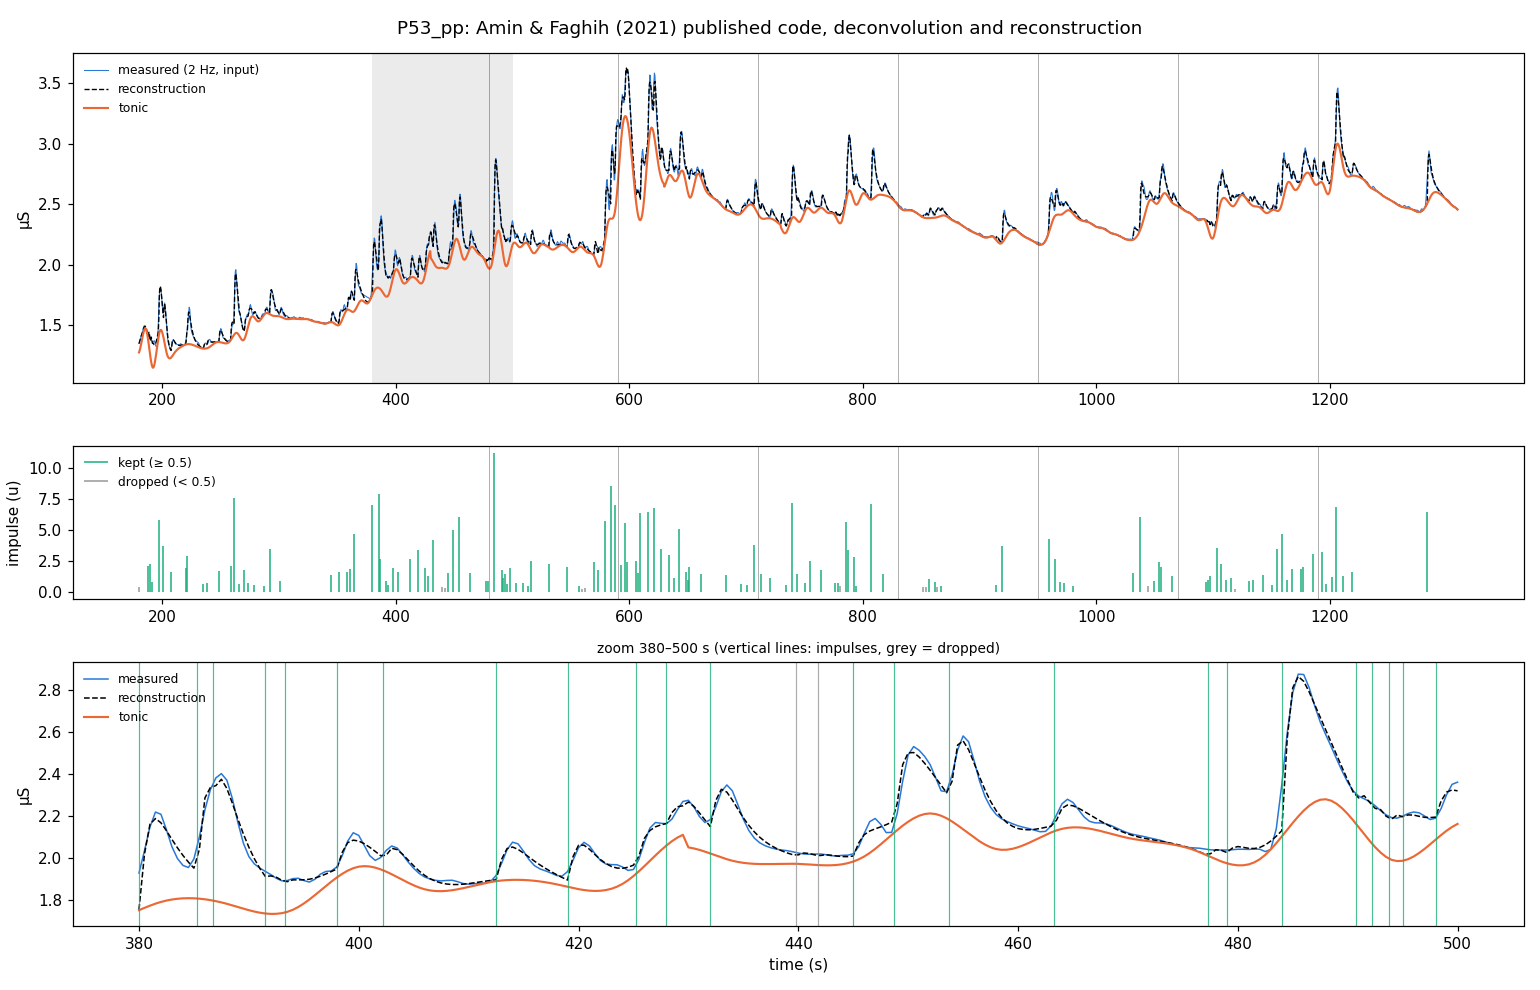 P53_pp: Amin & Faghih (2021) published code, deconvolution and reconstruction
measured (2 Hz, input)
reconstruction
tonic
µS
3.5
3.0
2.5
2.0
1.5
200 400 600 800 1000 1200
kept (≥ 0.5)
dropped (< 0.5)
impulse (u)
10.0
7.5
5.0
2.5
0.0
200 400 600 800 1000 1200
zoom 380–500 s (vertical lines: impulses, grey = dropped)
measured
reconstruction
tonic
µS
2.8
2.6
2.4
2.2
2.0
1.8
380 400 420 440 460 480 500
time (s)